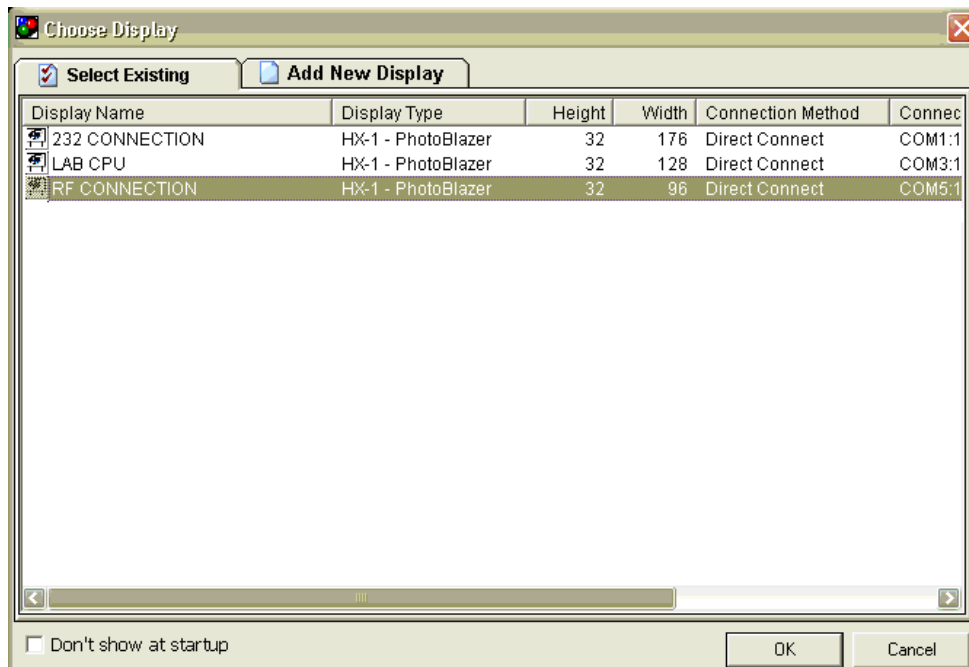 Choose Display
Select Existing Add New Display
Display Name Display Type Height Width Connection Method Connec
232 CONNECTION HX-1 - PhotoBlazer 32 176 Direct Connect COM1:1
LAB CPU HX-1 - PhotoBlazer 32 128 Direct Connect COM3:1
RF CONNECTION HX-1 - PhotoBlazer 32 96 Direct Connect COM5:1
Don't show at startup OK Cancel